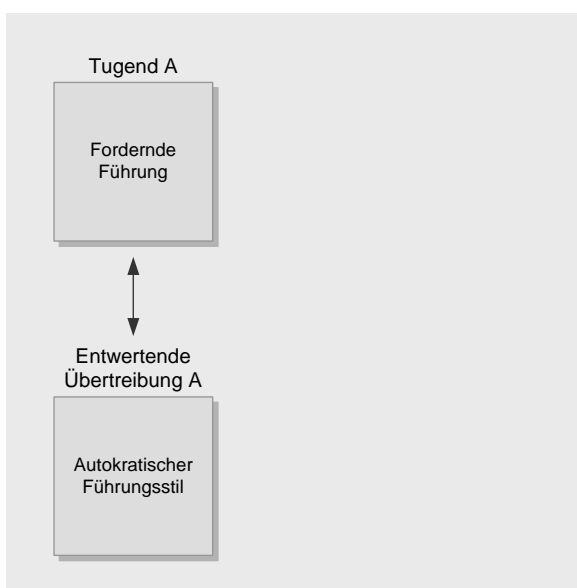 Tugend A
Fordernde
Führung
Entwertende
Übertreibung A
Autokratischer
Führungsstil